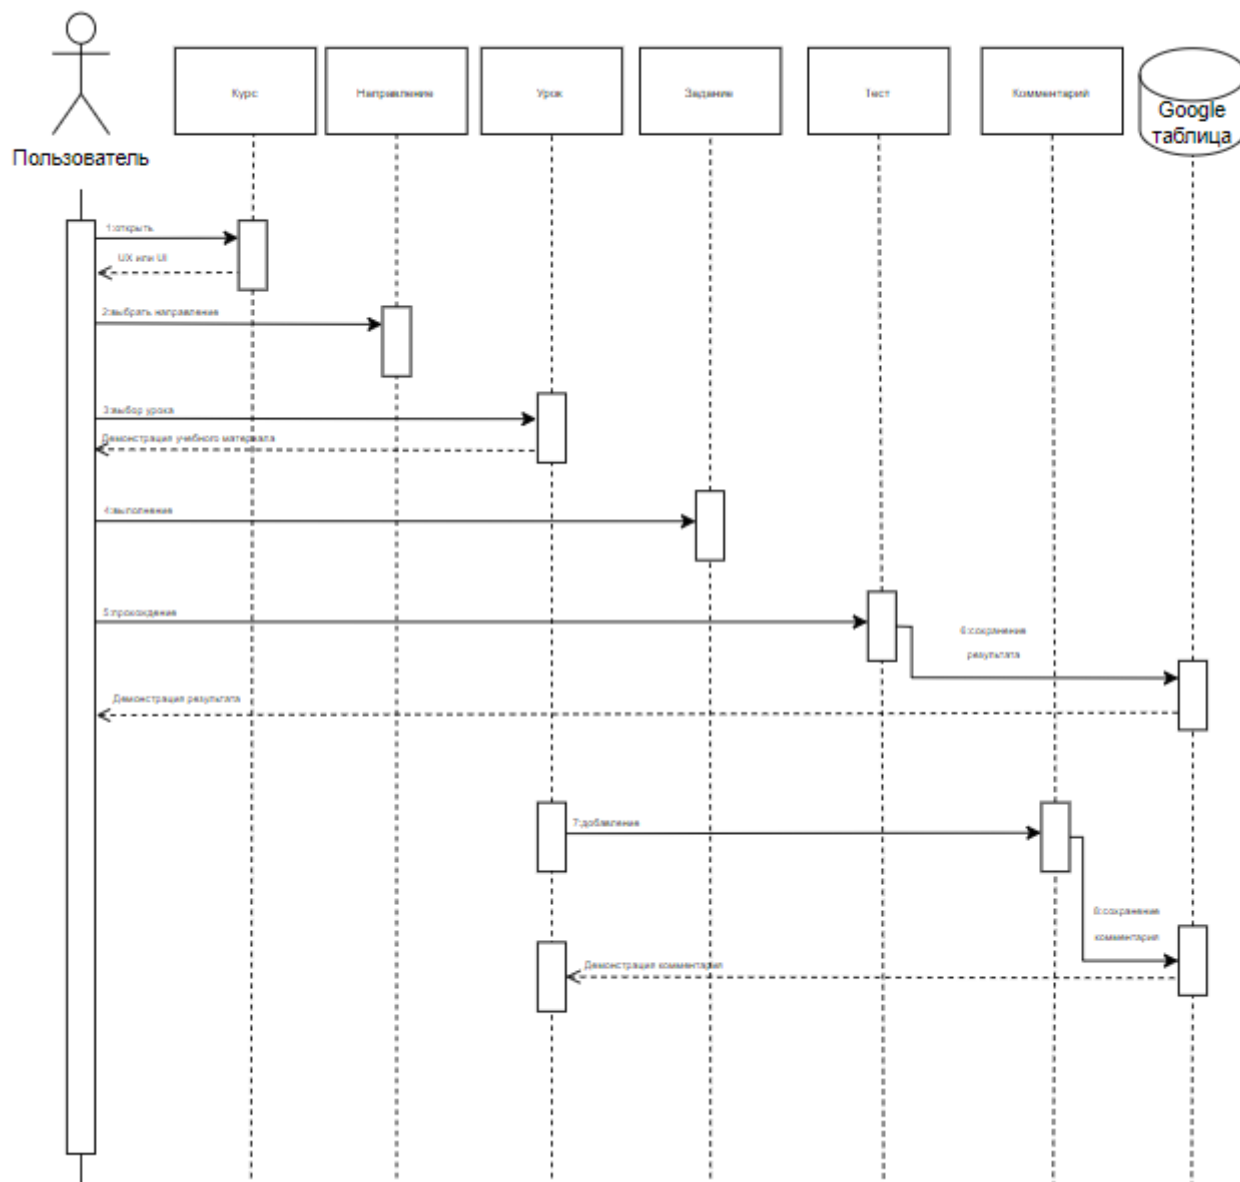 Курс
Направление
Урок
Задание
Тест
Комментарий
Google
таблица
Пользователь
1:открыть
UX или UI
2:выбрать направление
3:выбор урока
Демонстрация учебного материала
4:выполнение
5:прохождение
6:сохранение
результата
Демонстрация результата
7:добавление
8:сохранение
комментария
Демонстрация комментария